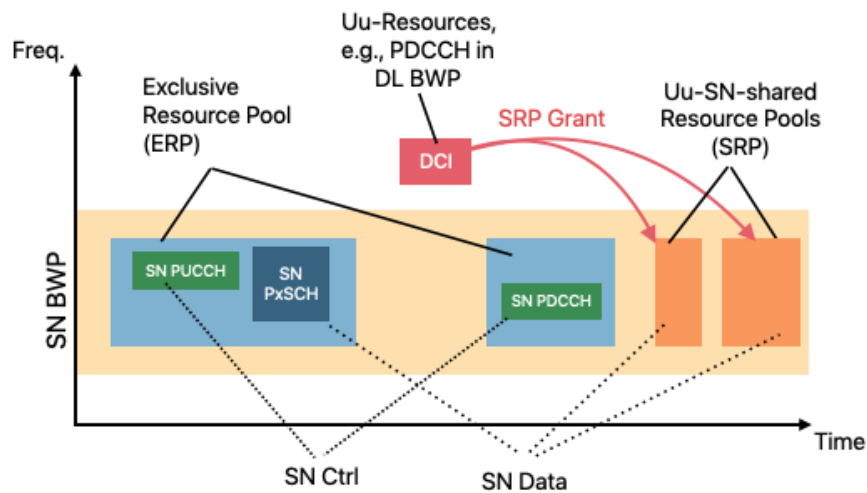 Uu-Resources,
e.g., PDCCH in
DL BWP
Freq.
Exclusive
Resource Pool
(ERP)
SRP Grant
Uu-SN-shared
Resource Pools
(SRP)
DCI
SN BWP
SN PUCCH
SN
PxSCH
SN PDCCH
Time
SN Ctrl
SN Data